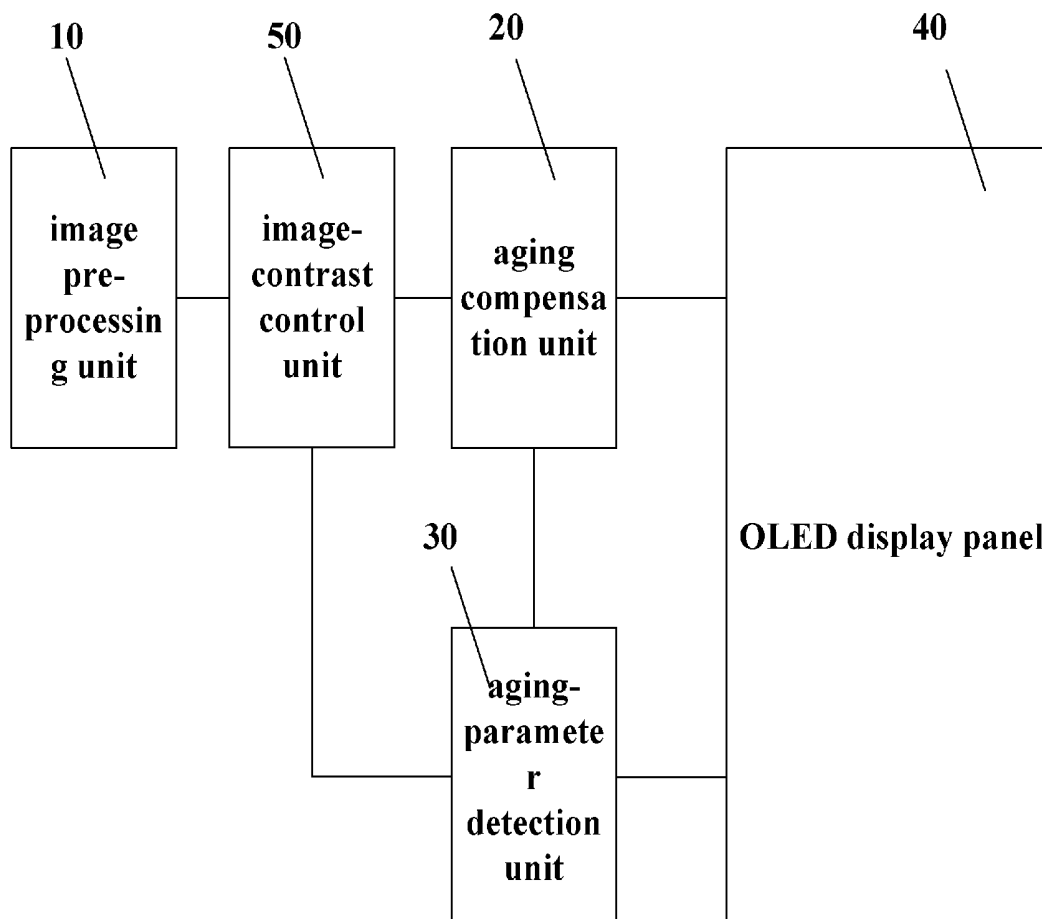 10
50
20
40
image
pre-
processin
g unit
image-
contrast
control
unit
aging
compensa
tion unit
30
OLED display panel
aging-
paramete
r
detection
unit